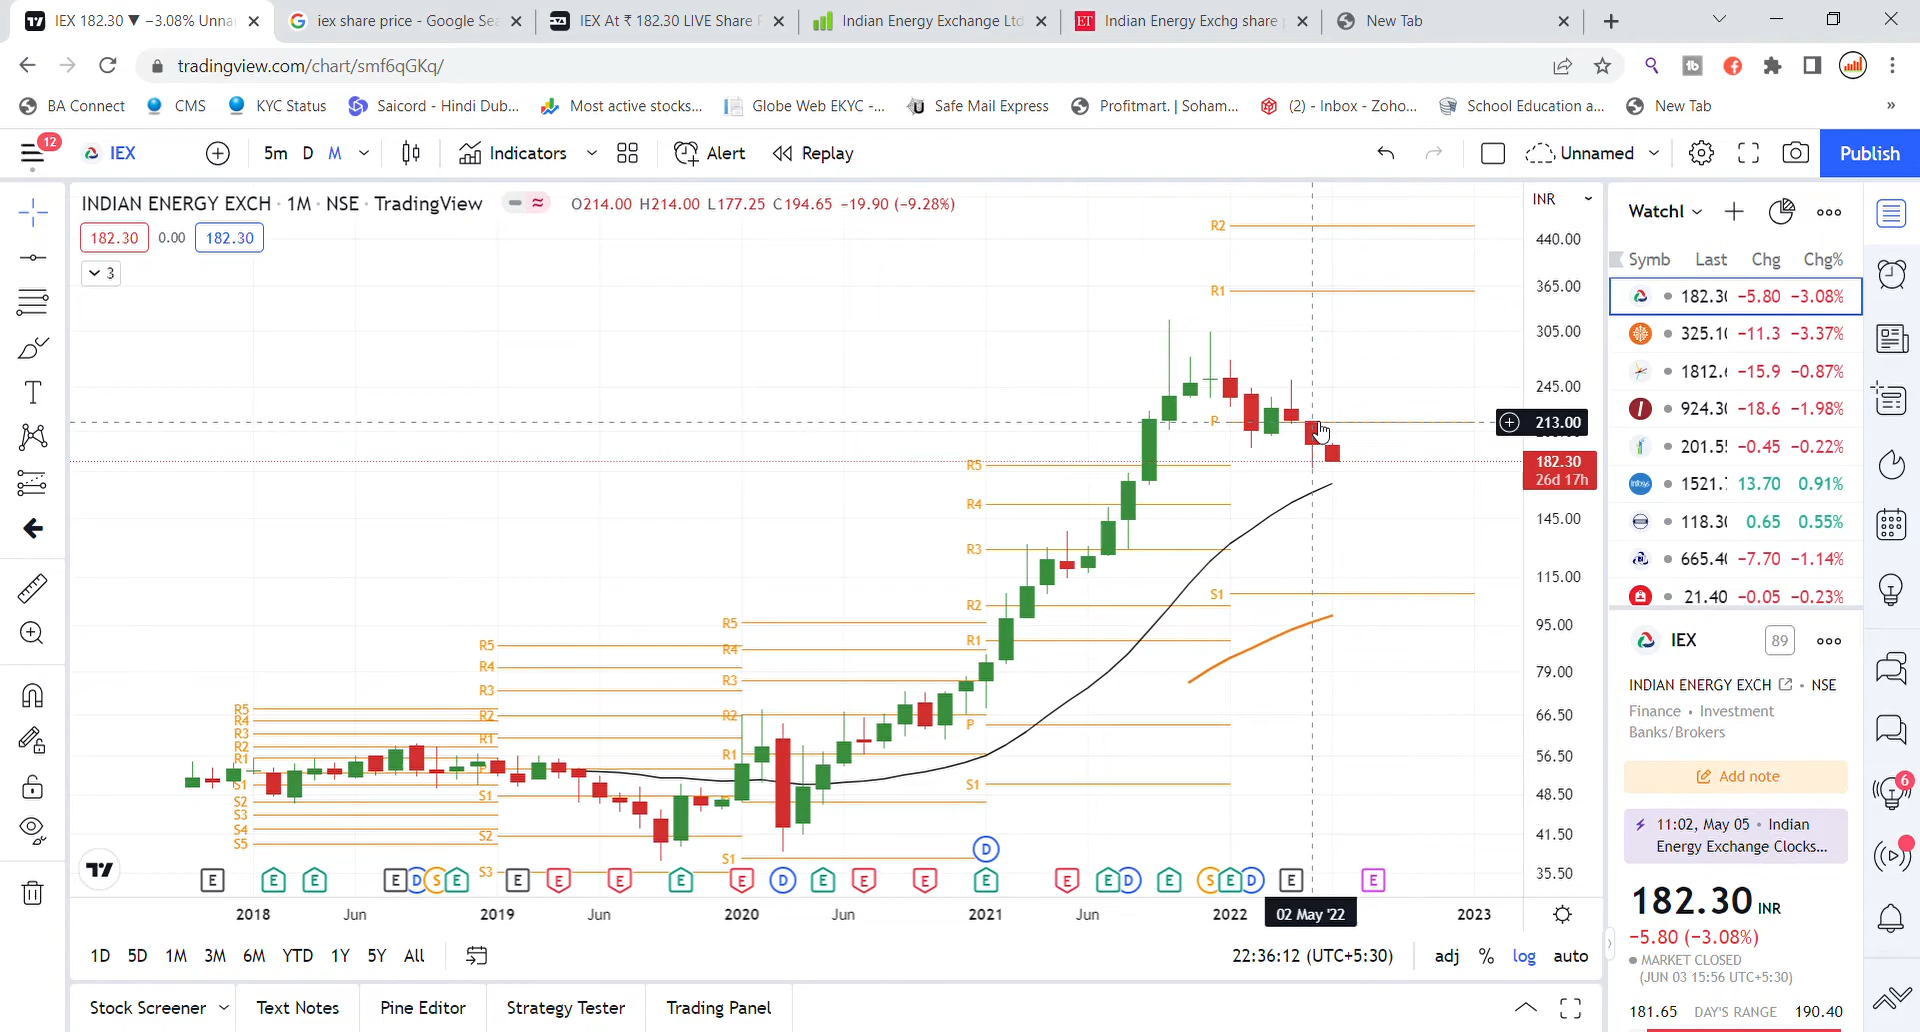 IEX 182.30 ▼ −3.08% Unna
iex share price - Google Sea
IEX At ₹ 182.30 LIVE Share P
Indian Energy Exchange Ltd
ET Indian Energy Exchg share
New Tab
tradingview.com/chart/smf6qGKq/
BA Connect
CMS
KYC Status
Saicord - Hindi Dub...
Most active stocks...
Globe Web EKYC -...
Safe Mail Express
Profitmart. | Soham...
(2) - Inbox - Zoho...
School Education a...
New Tab
»
12
IEX
5m D M
Indicators
Alert
Replay
Unnamed
Publish
INDIAN ENERGY EXCH · 1M · NSE · TradingView
O214.00 H214.00 L177.25 C194.65 −19.90 (−9.28%)
182.30 0.00 182.30
3
INR
440.00
365.00
305.00
245.00
213.00
182.30
26d 17h
145.00
115.00
95.00
79.00
66.50
56.50
48.50
41.50
35.50
R5
R4
R3
R2
R1
S1
S2
S3
S4
S5
R5
R4
R3
R2
R1
P
S1
S2
S3
R5
R4
R3
R2
R1
S1
R5
R4
R3
R2
R1
P
S1
R2
R1
P
S1
D
E E E E D S E E E E E E D E E E E E E D E S E D E E
2018 Jun 2019 Jun 2020 Jun 2021 Jun 2022 02 May '22 2023
1D 5D 1M 3M 6M YTD 1Y 5Y All
22:36:12 (UTC+5:30)
adj % log auto
Stock Screener
Text Notes
Pine Editor
Strategy Tester
Trading Panel
Watchl
Symb Last Chg Chg%
182.30 −5.80 −3.08%
325.10 −11.3 −3.37%
1812.6 −15.9 −0.87%
924.30 −18.6 −1.98%
201.55 −0.45 −0.22%
1521.7 13.70 0.91%
118.30 0.65 0.55%
665.40 −7.70 −1.14%
21.40 −0.05 −0.23%
IEX
89
INDIAN ENERGY EXCH • NSE
Finance • Investment
Banks/Brokers
Add note
11:02, May 05 • Indian
Energy Exchange Clocks...
182.30 INR
−5.80 (−3.08%)
MARKET CLOSED
(JUN 03 15:56 UTC+5:30)
181.65 DAY'S RANGE 190.40
6